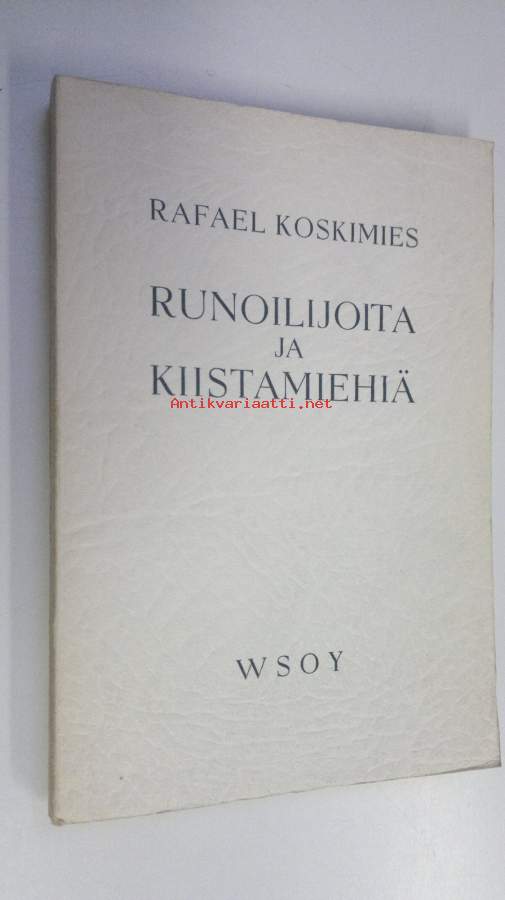 RAFAEL KOSKIMIES
RUNOILIJOITA
JA
KIISTAMIEHIÄ
Antikvariaatti.net
WSOY